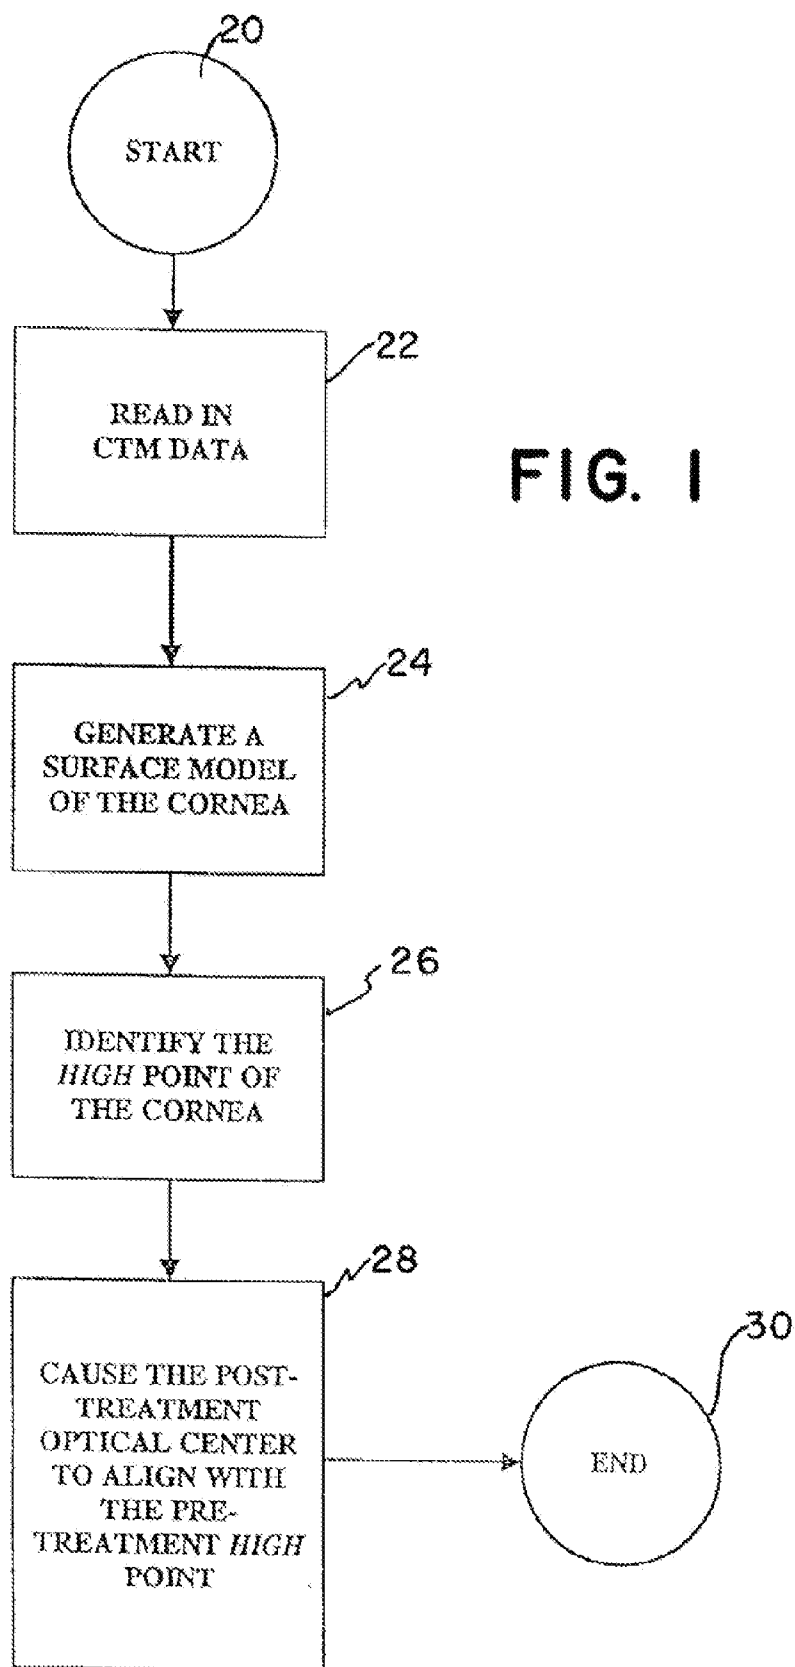 20
START
22
READ IN
CTM DATA
FIG. 1
24
GENERATE A
SURFACE MODEL
OF THE CORNEA
26
IDENTIFY THE
HIGH POINT OF
THE CORNEA
28
CAUSE THE POST-
TREATMENT
OPTICAL CENTER
TO ALIGN WITH
THE PRE-
TREATMENT HIGH
POINT
30
END